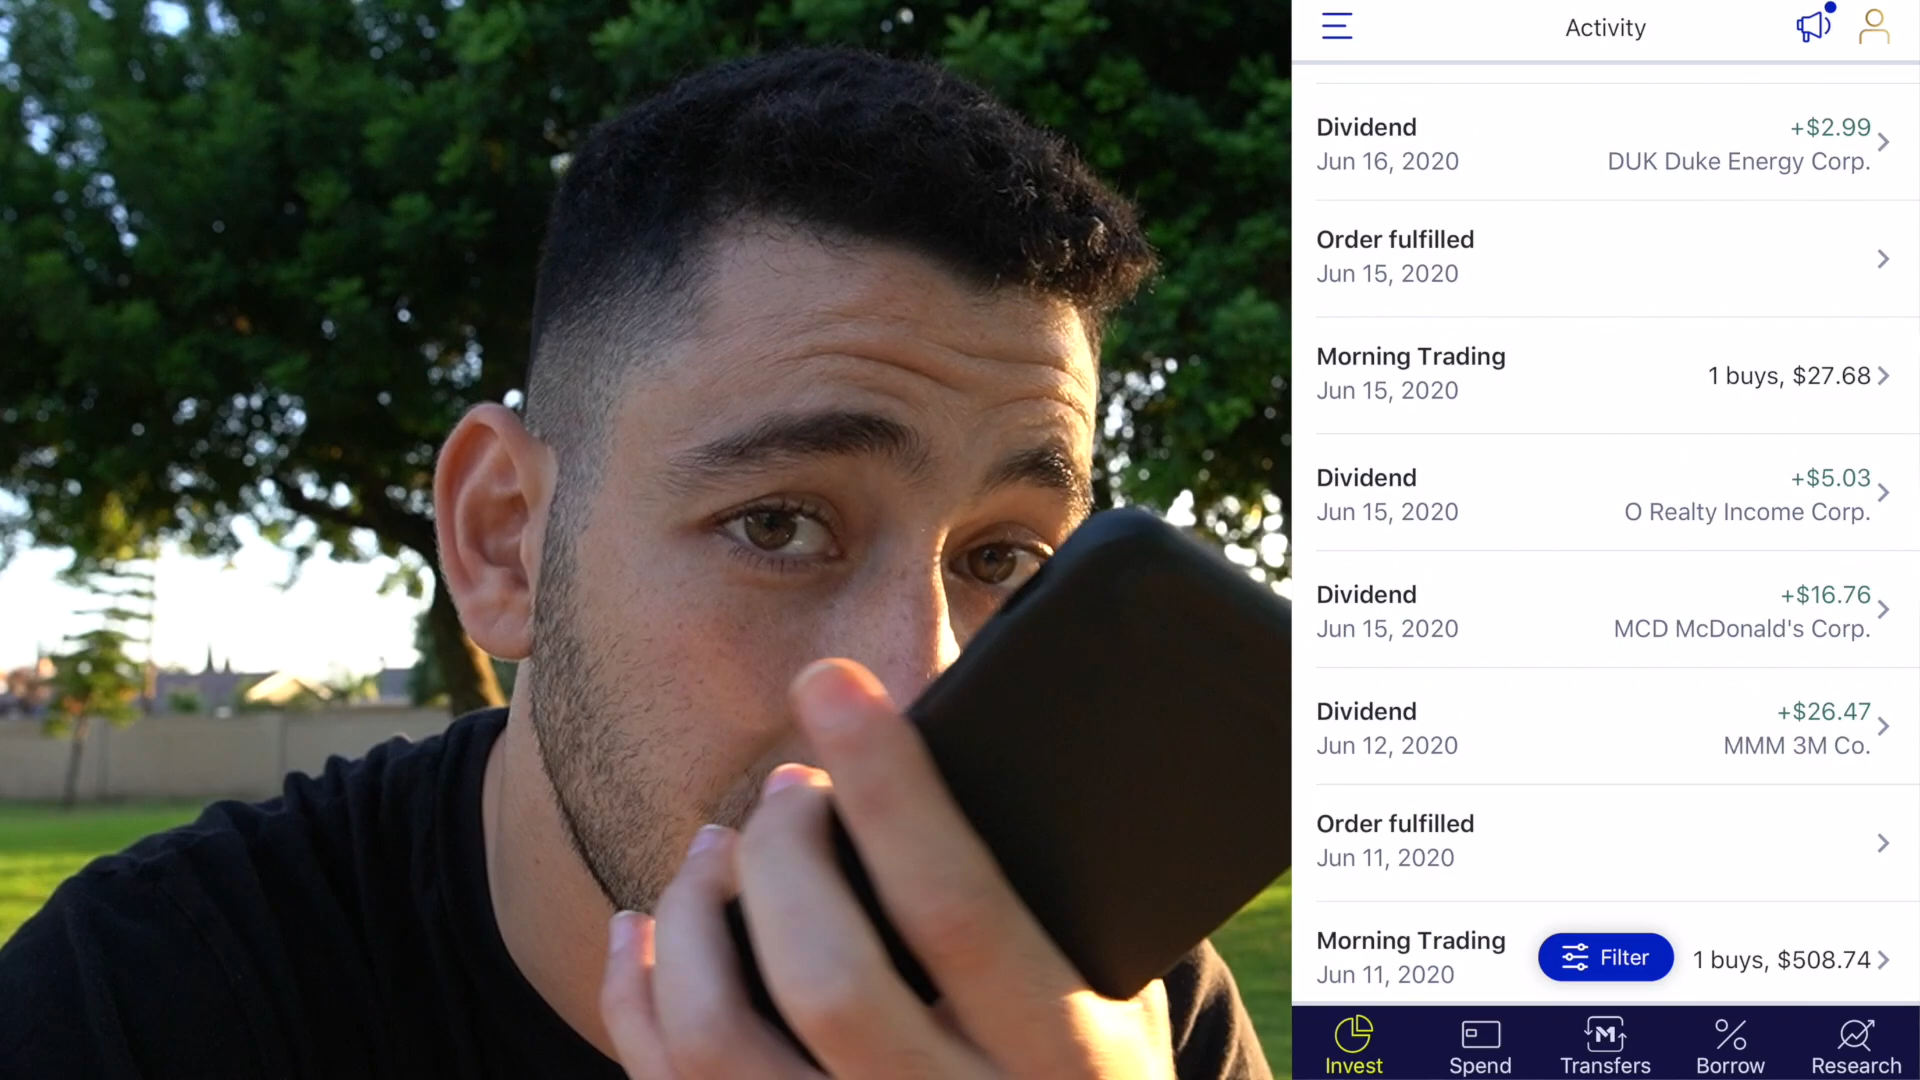 Activity
Dividend
+$2.99
Jun 16, 2020
DUK Duke Energy Corp.
Order fulfilled
Jun 15, 2020
Morning Trading
1 buys, $27.68
Jun 15, 2020
Dividend
+$5.03
Jun 15, 2020
O Realty Income Corp.
Dividend
+$16.76
Jun 15, 2020
MCD McDonald's Corp.
Dividend
+$26.47
Jun 12, 2020
MMM 3M Co.
Order fulfilled
Jun 11, 2020
Morning Trading
Filter
1 buys, $508.74
Jun 11, 2020
Invest
Spend
Transfers
Borrow
Research